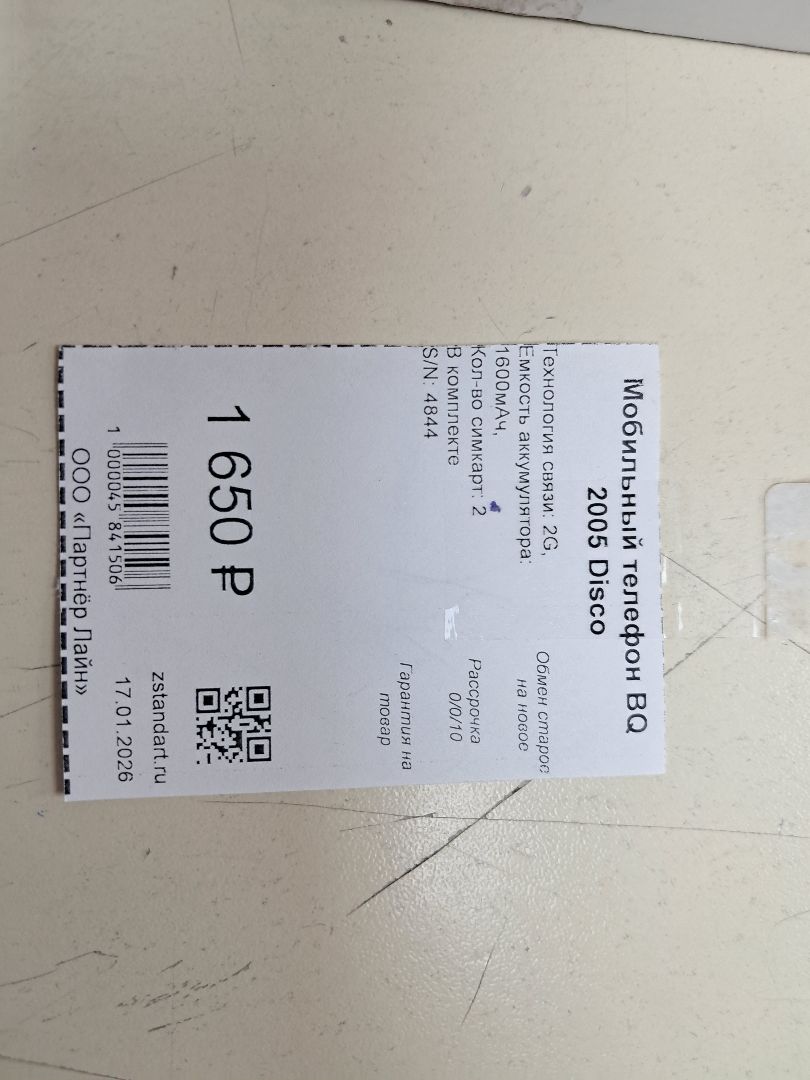 Мобильный телефон BQ
2005 Disco
Технология связи: 2G,
Емкость аккумулятора:
1600мАч,
Кол-во симкарт: 2
В комплекте
S/N: 4844
Обмен старое
на новое
Рассрочка
0/0/10
Гарантия на
товар
1 650 ₽
1 000045 841506
zstandart.ru
17.01.2026
ООО «Партнёр Лайн»